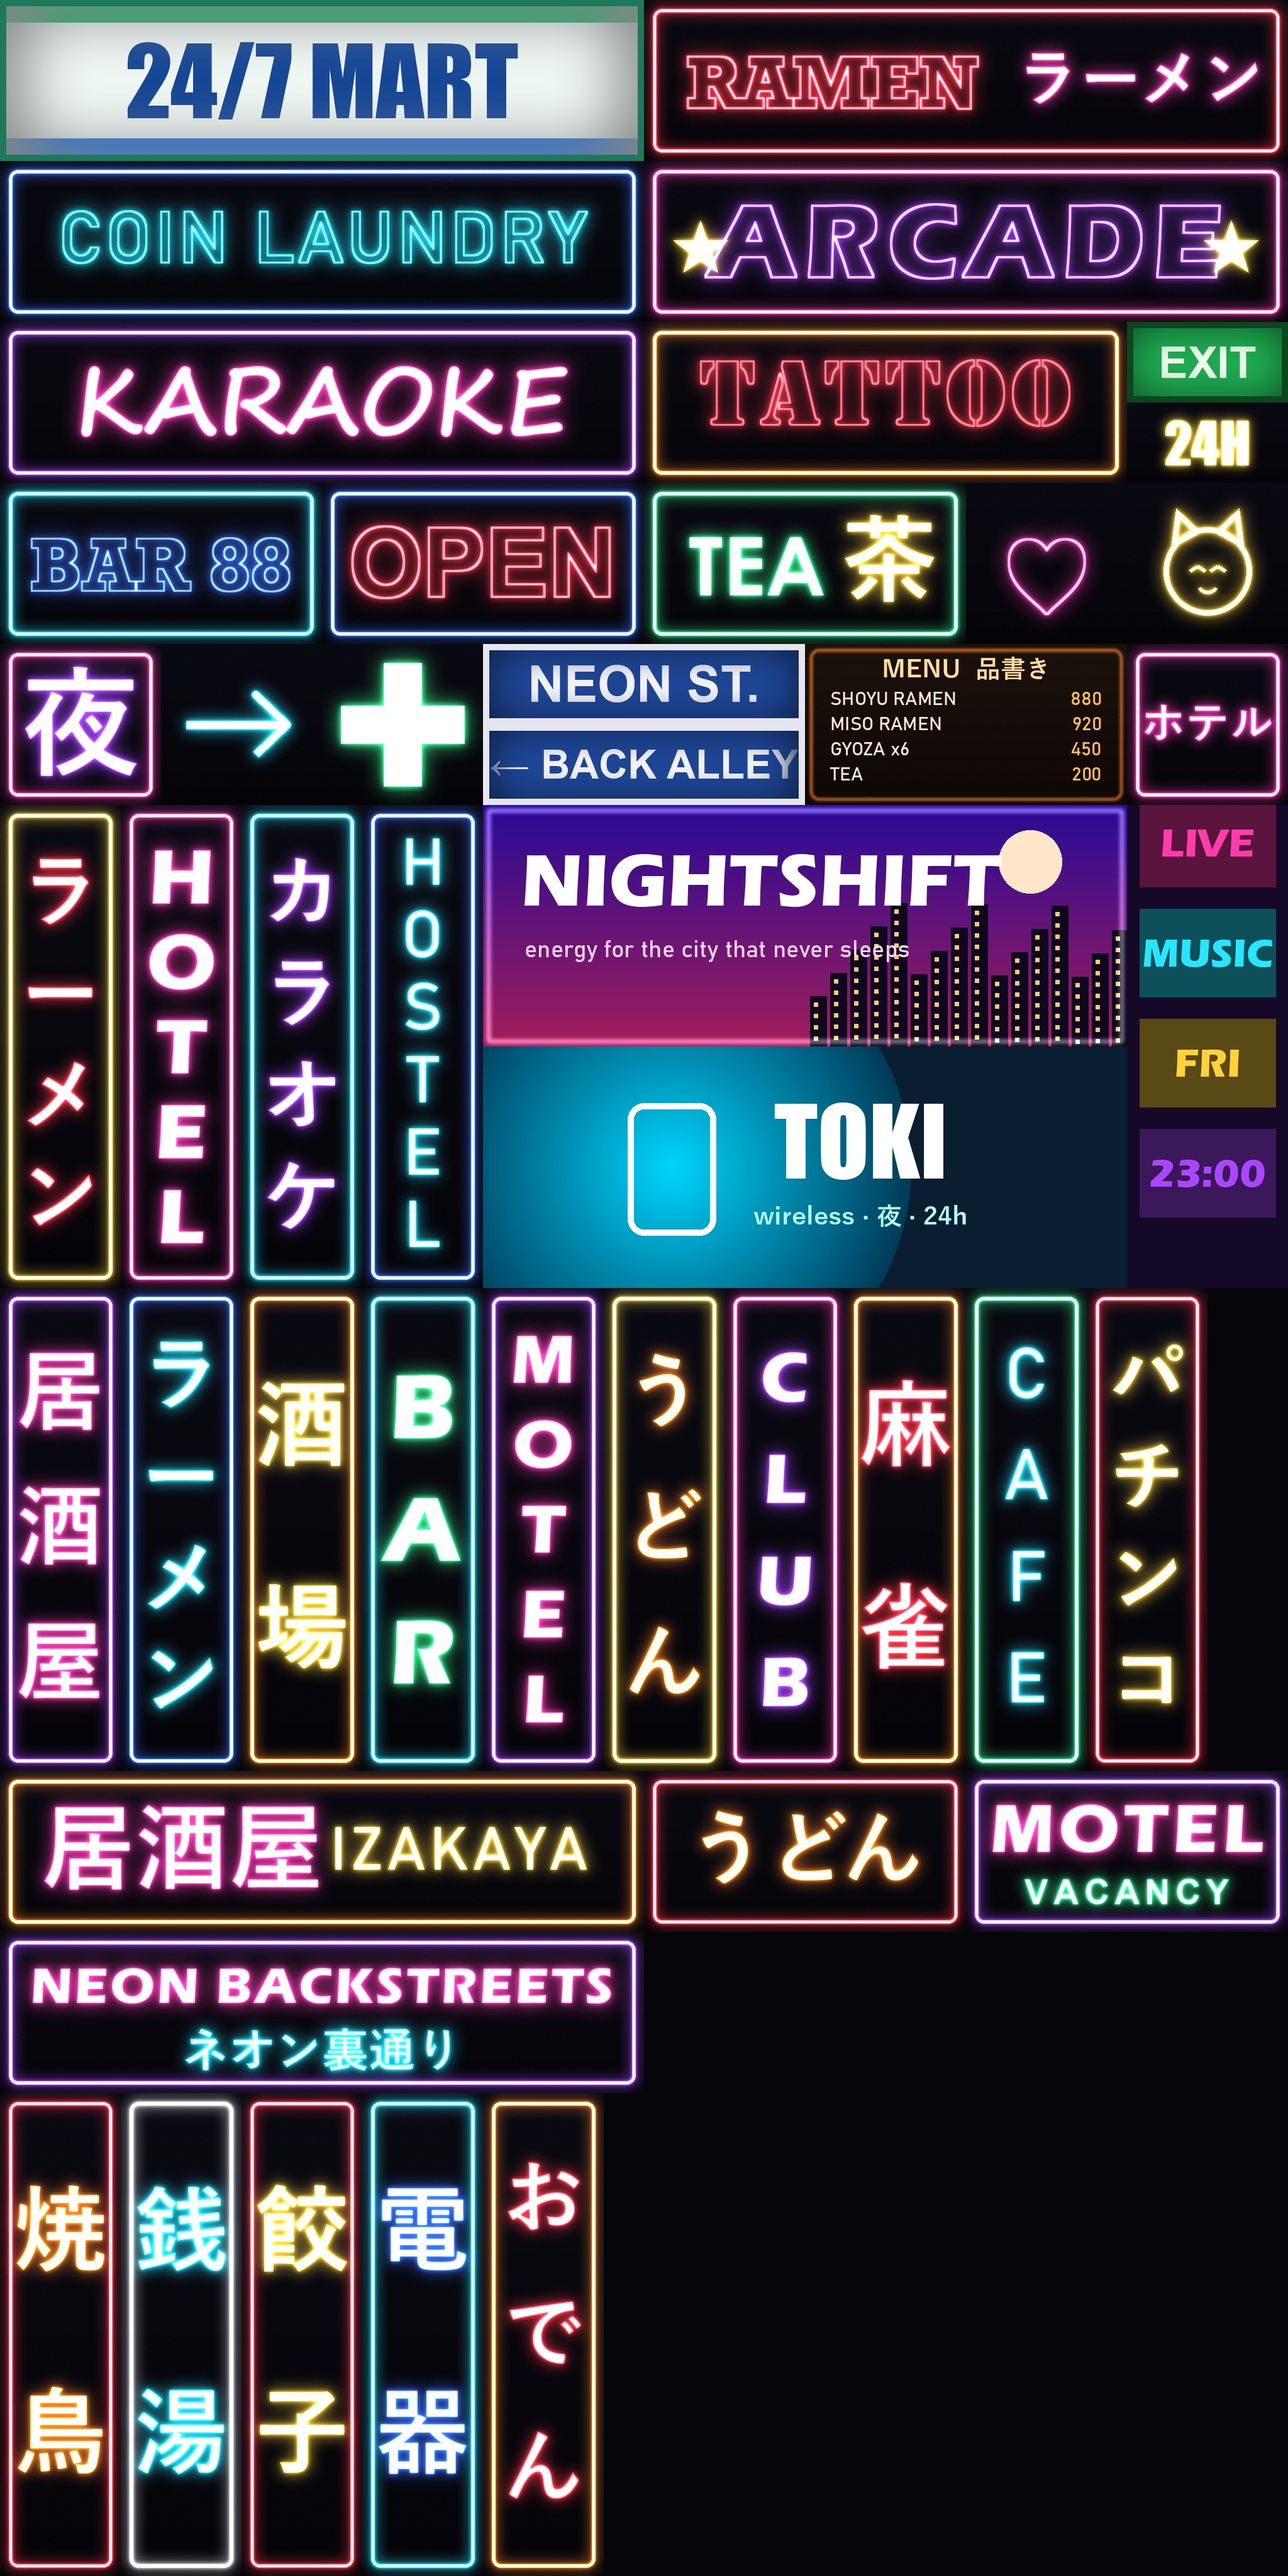 24/7 MART
RAMEN ラーメン
COIN LAUNDRY
ARCADE
KARAOKE
TATTOO
EXIT
24H
BAR 88
OPEN
TEA 茶
夜
→
NEON ST.
← BACK ALLEY
MENU 品書き
SHOYU RAMEN 880
MISO RAMEN 920
GYOZA x6 450
TEA 200
ホテル
ラーメン
HOTEL
カラオケ
HOSTEL
NIGHTSHIFT
energy for the city that never sleeps
TOKI
wireless · 夜 · 24h
LIVE
MUSIC
FRI
23:00
居酒屋
ラーメン
酒場
BAR
MOTEL
うどん
CLUB
麻雀
CAFE
パチンコ
居酒屋 IZAKAYA
うどん
MOTEL
VACANCY
NEON BACKSTREETS
ネオン裏通り
焼鳥
銭湯
餃子
電器
おでん